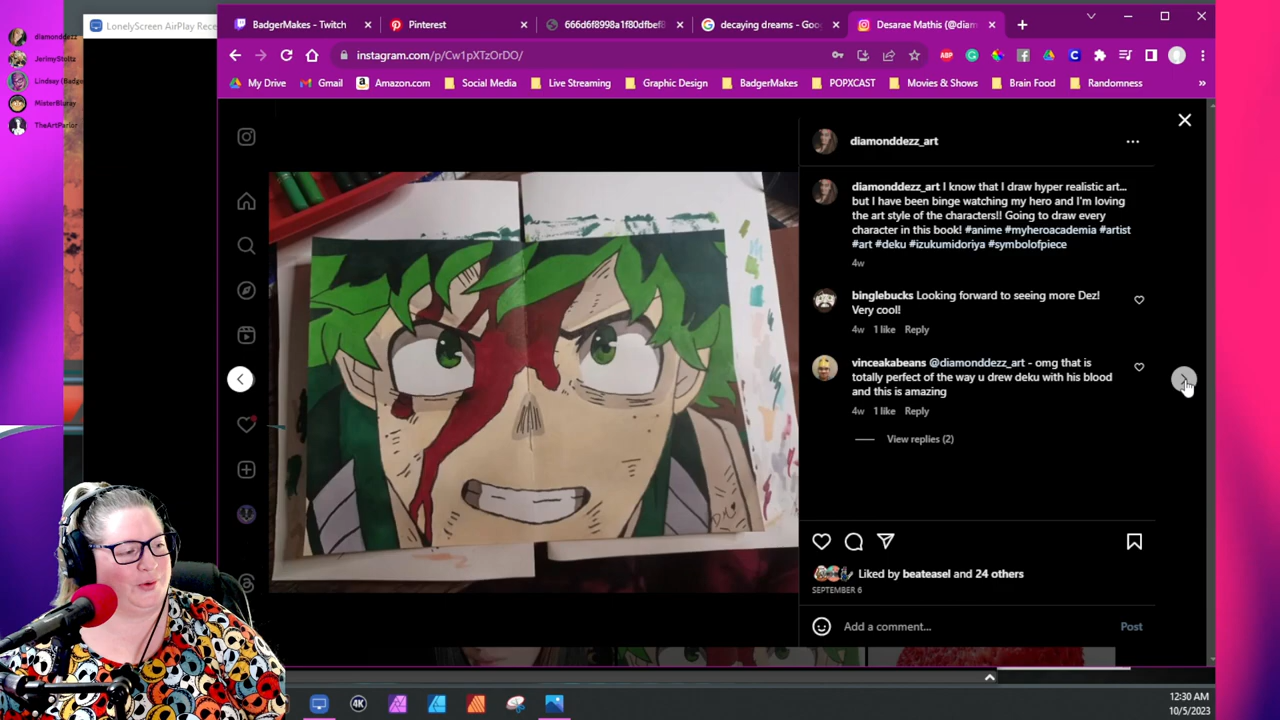 LonelyScreen AirPlay Rece
BadgerMakes - Twitch
Pinterest
decaying dreams - Goo
Desarae Mathis (@diam
instagram.com/p/Cw1pXTzOrDO/
My Drive
Gmail
Amazon.com
Social Media
Live Streaming
Graphic Design
BadgerMakes
POPXCAST
Movies & Shows
Brain Food
Randomness
diamonddezz
JerimyStoltz
Lindsey (Badge
MisterBluray
TheArtParlor
diamonddezz_art
diamonddezz_art I know that I draw hyper realistic art...
but I have been binge watching my hero and I'm loving
the art style of the characters!! Going to draw every
character in this book! #anime #myheroacademia #artist
#art #deku #izukumidoriya #symbolofpiece
4w
binglebucks Looking forward to seeing more Dez!
Very cool!
4w 1 like Reply
vinceakabeans @diamonddezz_art - omg that is
totally perfect of the way u drew deku with his blood
and this is amazing
4w 1 like Reply
View replies (2)
Liked by beateasel and 24 others
SEPTEMBER 6
Add a comment...
Post
4K
12:30 AM
10/5/2023